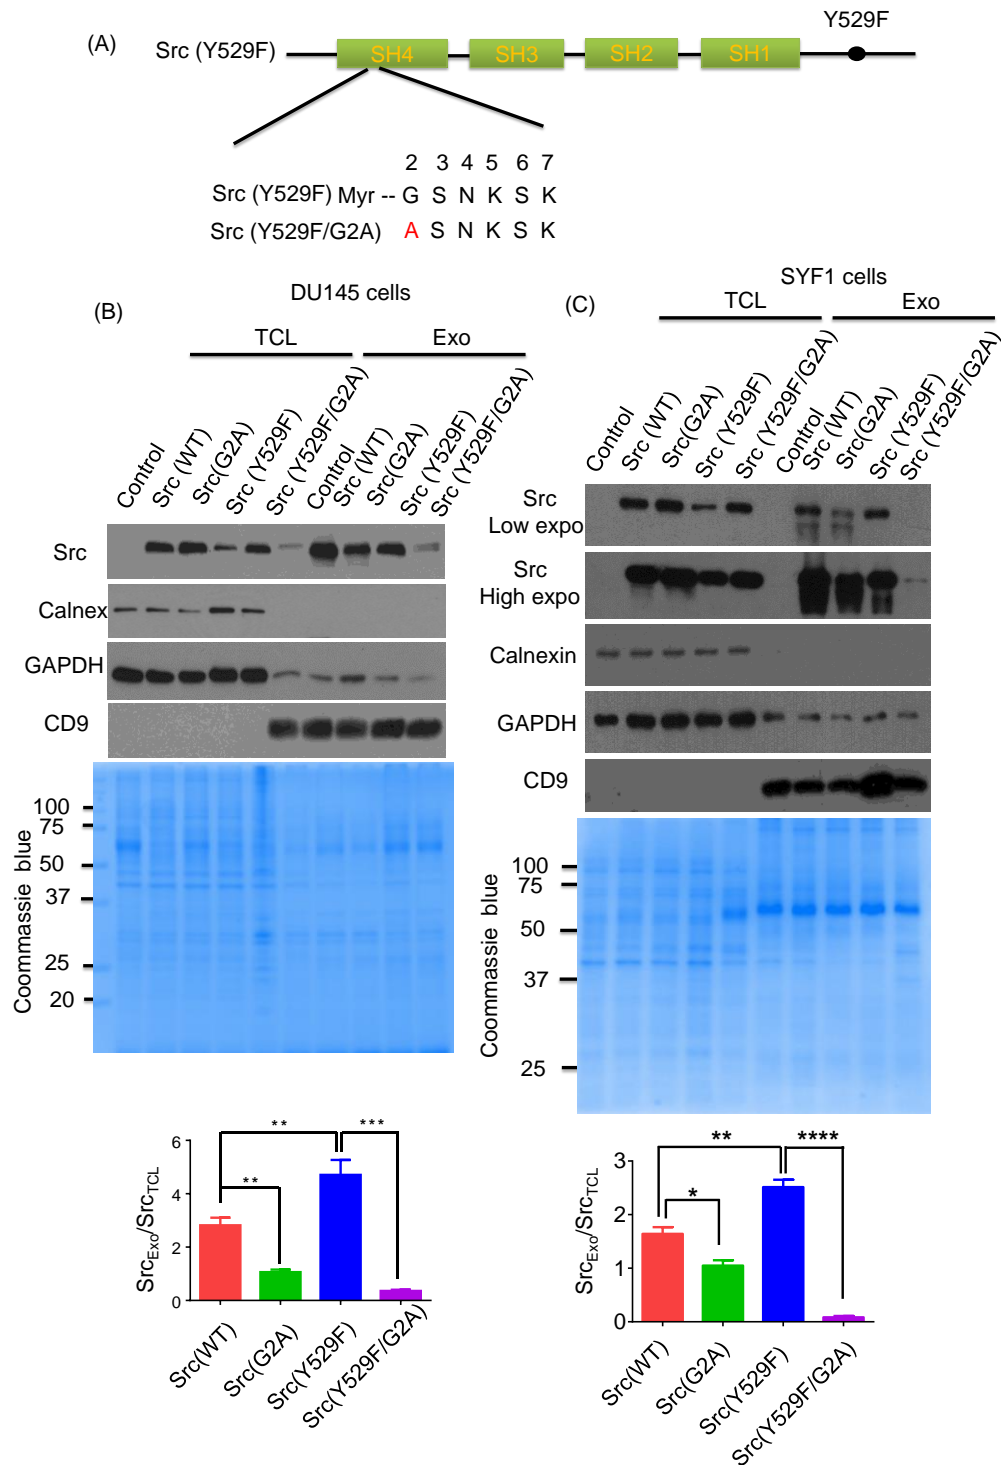 (A)
Src (Y529F)
SH4 SH3 SH2 SH1
Y529F
2 3 4 5 6 7
Src (Y529F) Myr -- G S N K S K
Src (Y529F/G2A) A S N K S K
(B)
DU145 cells
TCL Exo
Control
Src (WT)
Src(G2A)
Src (Y529F)
Src (Y529F/G2A)
Control
Src (WT)
Src(G2A)
Src (Y529F)
Src (Y529F/G2A)
Src
Calnex
GAPDH
CD9
Coommassie blue
100
75
50
37
25
20
6
4
2
0
SrcExo/SrcTCL
**
**
***
Src(WT)
Src(G2A)
Src(Y529F)
Src(Y529F/G2A)
(C)
SYF1 cells
TCL Exo
Control
Src (WT)
Src(G2A)
Src (Y529F)
Src (Y529F/G2A)
Control
Src (WT)
Src(G2A)
Src (Y529F)
Src (Y529F/G2A)
Src
Low expo
Src
High expo
Calnexin
GAPDH
CD9
Coommassie blue
100
75
50
37
25
3
2
1
0
SrcExo/SrcTCL
**
*
****
Src(WT)
Src(G2A)
Src(Y529F)
Src(Y529F/G2A)